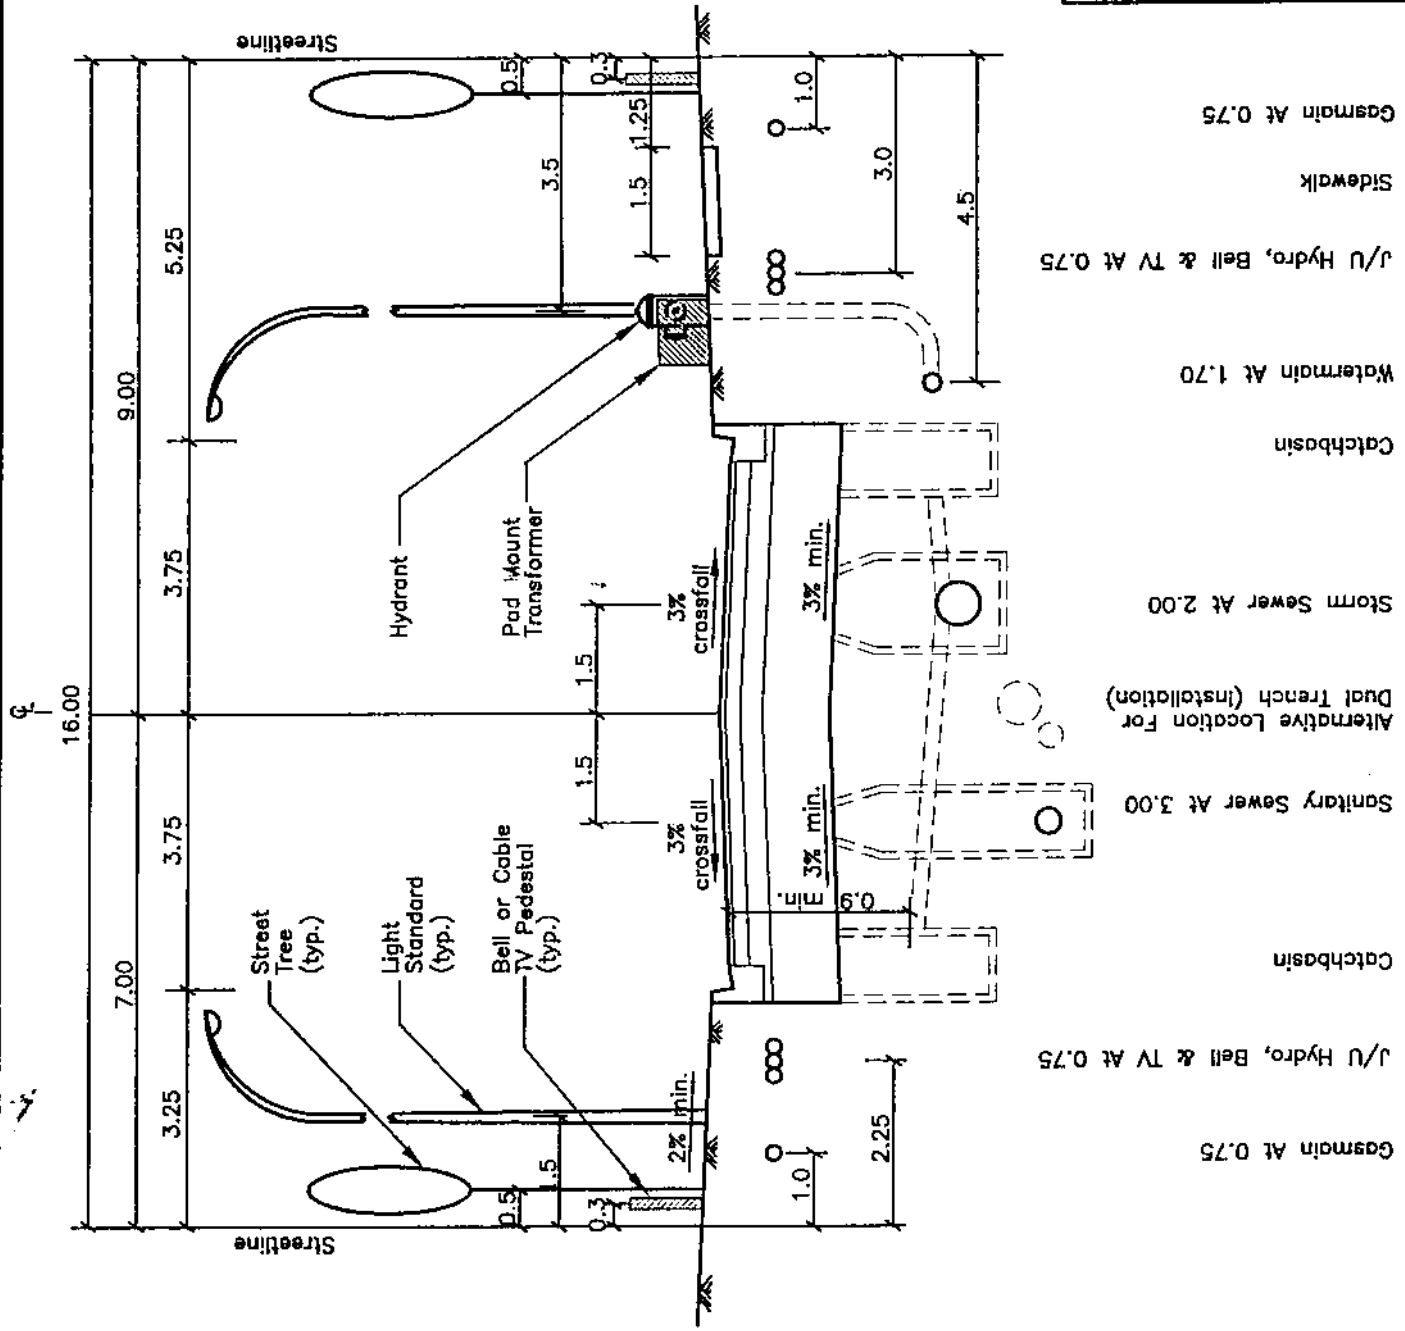 ℄
16.00
7.00
9.00
3.25
3.75
3.75
5.25
Streetline
Streetline
Street
Tree
(typ.)
Light
Standard
(typ.)
Bell or Cable
TV Pedestal
(typ.)
Hydrant
Pad Mount
Transformer
0.5
1.5
0.3
1.5
1.5
3.5
0.5
0.3
1.5
1.25
2% min.
3%
crossfall
3%
crossfall
3% min.
3% min.
0.9 min.
1.0
2.25
1.0
3.0
4.5
Gasmain At 0.75
J/U Hydro, Bell & TV At 0.75
Catchbasin
Sanitary Sewer At 3.00
Alternative Location For
Dual Trench (Installation)
Storm Sewer At 2.00
Catchbasin
Watermain At 1.70
J/U Hydro, Bell & TV At 0.75
Sidewalk
Gasmain At 0.75